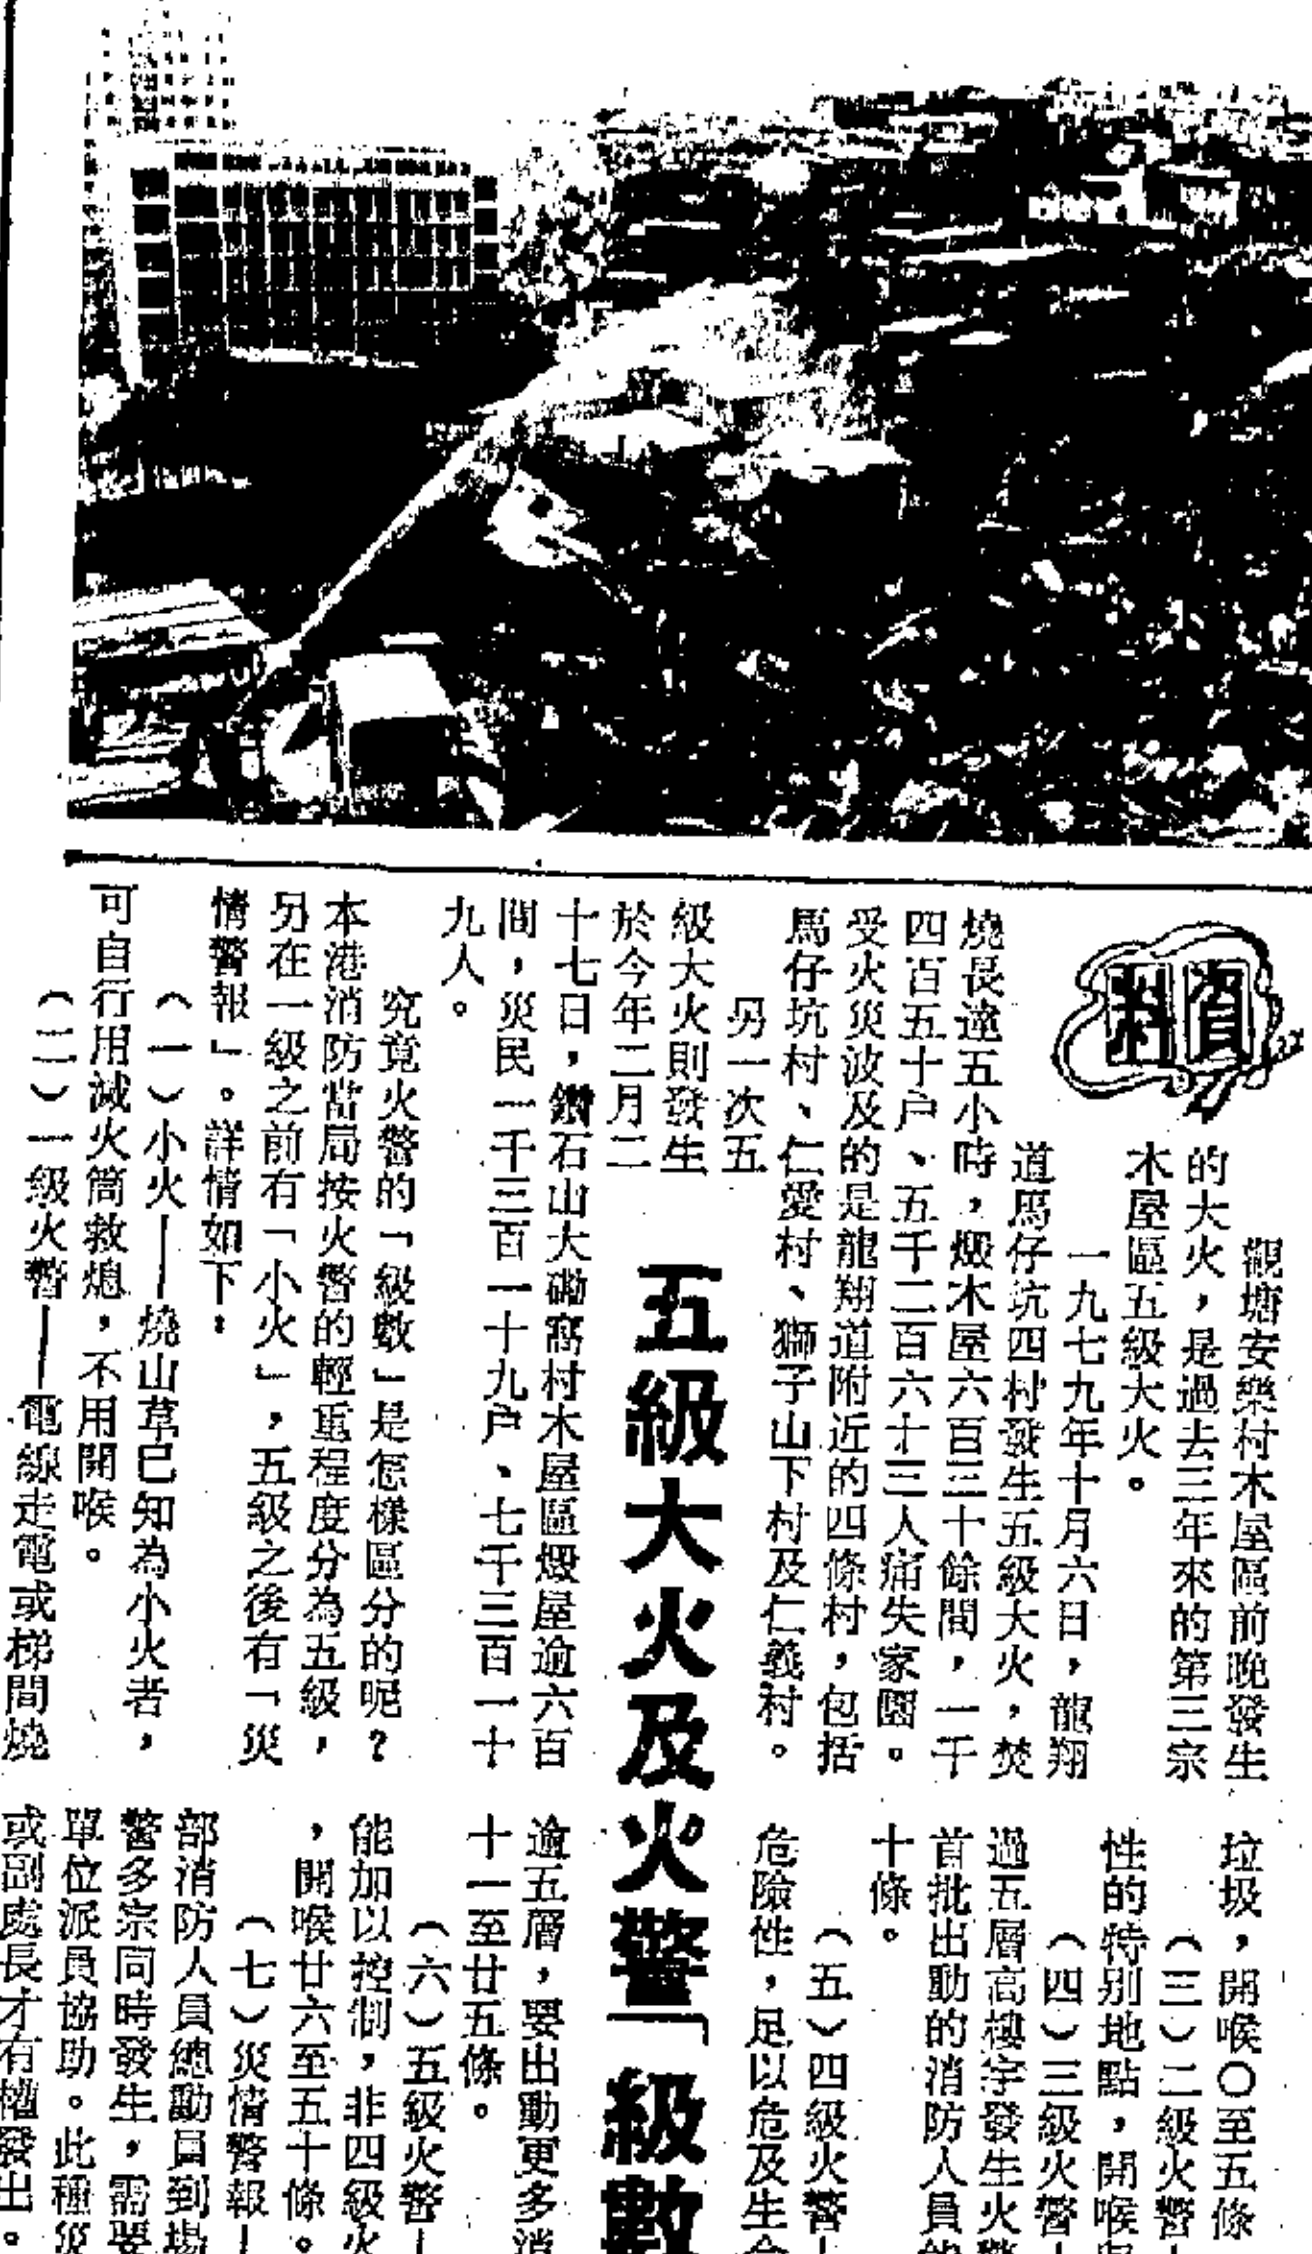 資料
五級大火及火警「級數
觀塘安樂村木屋區前晚發生
的大火，是過去三年來的第三宗
木屋區五級大火。
一九七九年十月六日，龍翔
道馬仔坑四村發生五級大火，焚
燒長達五小時，燬木屋六百三十餘間，一千
四百五十户、五千二百六十三人痛失家園。
受火災波及的是龍翔道附近的四條村，包括
馬仔坑村、仁愛村、獅子山下村及仁義村。
另一次五
級大火則發生
於今年二月二
十七日，鑽石山大磡窩村木屋區燬屋逾六百
間，災民一千三百一十九户、七千三百一十
九人。
究竟火警的「級數」是怎樣區分的呢？
本港消防當局按火警的輕重程度分為五級，
另在一級之前有「小火」，五級之後有「災
情警報」。詳情如下：
（一）小火——燒山草已知為小火者，
可自行用滅火筒救熄，不用開喉。
（二）一級火警——電線走電或梯間燒
垃圾，開喉〇至五條
（三）二級火警—
性的特別地點，開喉
（四）三級火警—
過五層高樓宇發生火警
首批出動的消防人員
十條。
（五）四級火警—
危險性，足以危及生命
逾五層，要出動更多消
十一至廿五條。
（六）五級火警—
能加以控制，非四級火
，開喉廿六至五十條。
（七）災情警報—
部消防人員總動員到場
警多宗同時發生，需要
單位派員協助。此種災
或副處長才有權發出。